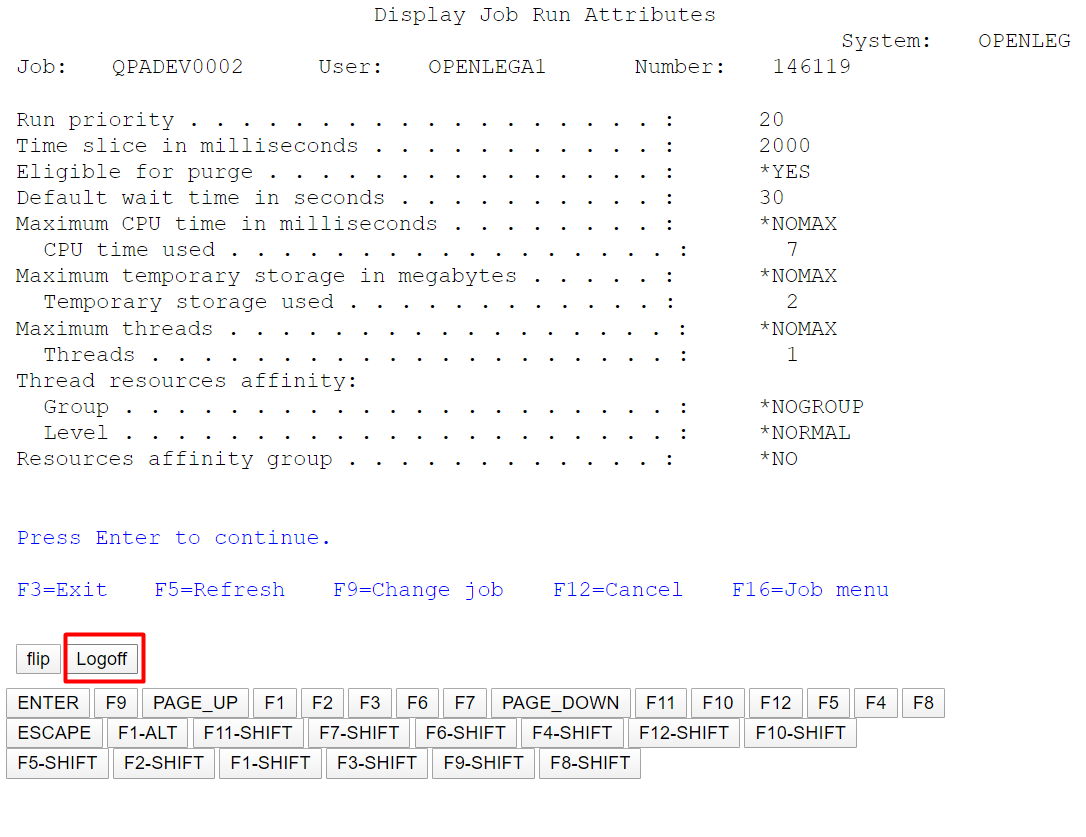 Display Job Run Attributes
System: OPENLEG
Job: QPADEV0002 User: OPENLEGA1 Number: 146119
Run priority . . . . . . . . . . . . . . . . . . : 20
Time slice in milliseconds . . . . . . . . . . . : 2000
Eligible for purge . . . . . . . . . . . . . . . : *YES
Default wait time in seconds . . . . . . . . . . : 30
Maximum CPU time in milliseconds . . . . . . . . : *NOMAX
CPU time used . . . . . . . . . . . . . . . . . : 7
Maximum temporary storage in megabytes . . . . . : *NOMAX
Temporary storage used . . . . . . . . . . . . : 2
Maximum threads . . . . . . . . . . . . . . . . . : *NOMAX
Threads . . . . . . . . . . . . . . . . . . . . : 1
Thread resources affinity:
Group . . . . . . . . . . . . . . . . . . . . . : *NOGROUP
Level . . . . . . . . . . . . . . . . . . . . . : *NORMAL
Resources affinity group . . . . . . . . . . . . : *NO
Press Enter to continue.
F3=Exit F5=Refresh F9=Change job F12=Cancel F16=Job menu
flip Logoff
ENTER F9 PAGE_UP F1 F2 F3 F6 F7 PAGE_DOWN F11 F10 F12 F5 F4 F8
ESCAPE F1-ALT F11-SHIFT F7-SHIFT F6-SHIFT F4-SHIFT F12-SHIFT F10-SHIFT
F5-SHIFT F2-SHIFT F1-SHIFT F3-SHIFT F9-SHIFT F8-SHIFT